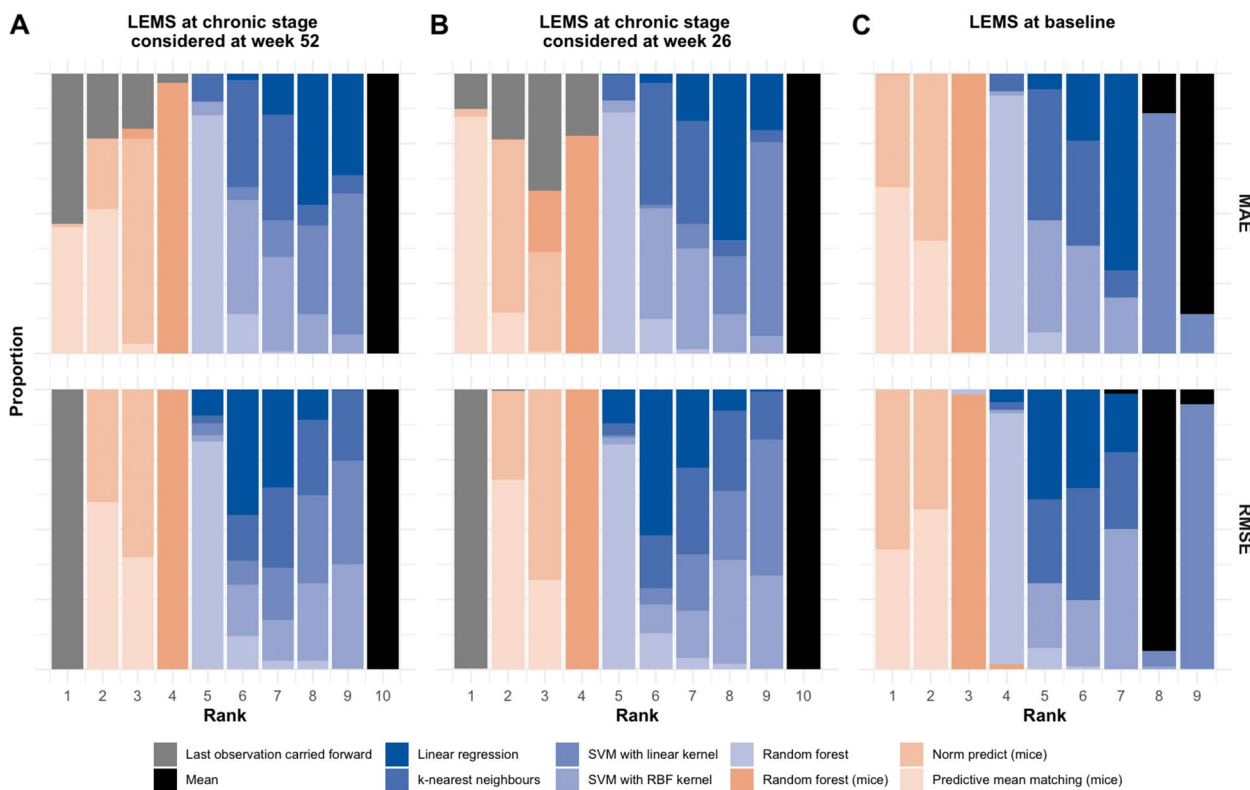 A
LEMS at chronic stage
considered at week 52
B
LEMS at chronic stage
considered at week 26
C
LEMS at baseline
Proportion
MAE
RMSE
1 2 3 4 5 6 7 8 9 10
Rank
1 2 3 4 5 6 7 8 9 10
Rank
1 2 3 4 5 6 7 8 9
Rank
Last observation carried forward
Linear regression
SVM with linear kernel
Random forest
Norm predict (mice)
Mean
k-nearest neighbours
SVM with RBF kernel
Random forest (mice)
Predictive mean matching (mice)